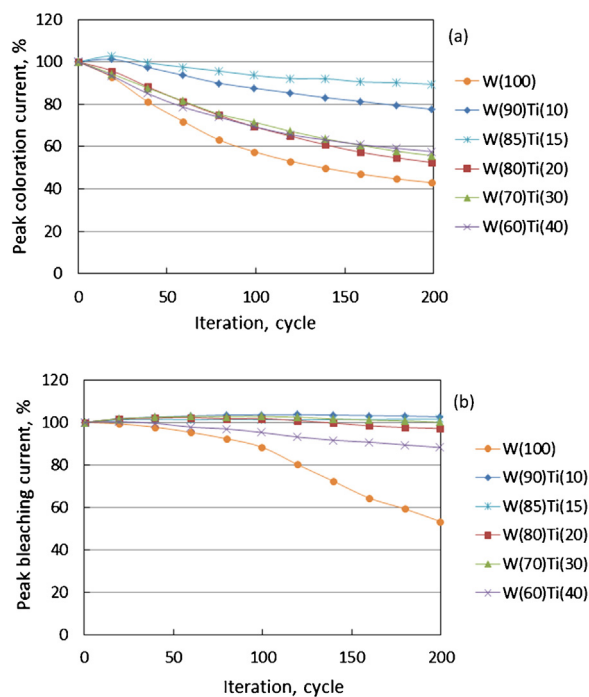 120
100
80
60
40
20
0
0
50
100
150
200
Peak coloration current, %
Iteration, cycle
(a)
W(100)
W(90)Ti(10)
W(85)Ti(15)
W(80)Ti(20)
W(70)Ti(30)
W(60)Ti(40)
120
100
80
60
40
20
0
0
50
100
150
200
Peak bleaching current, %
Iteration, cycle
(b)
W(100)
W(90)Ti(10)
W(85)Ti(15)
W(80)Ti(20)
W(70)Ti(30)
W(60)Ti(40)